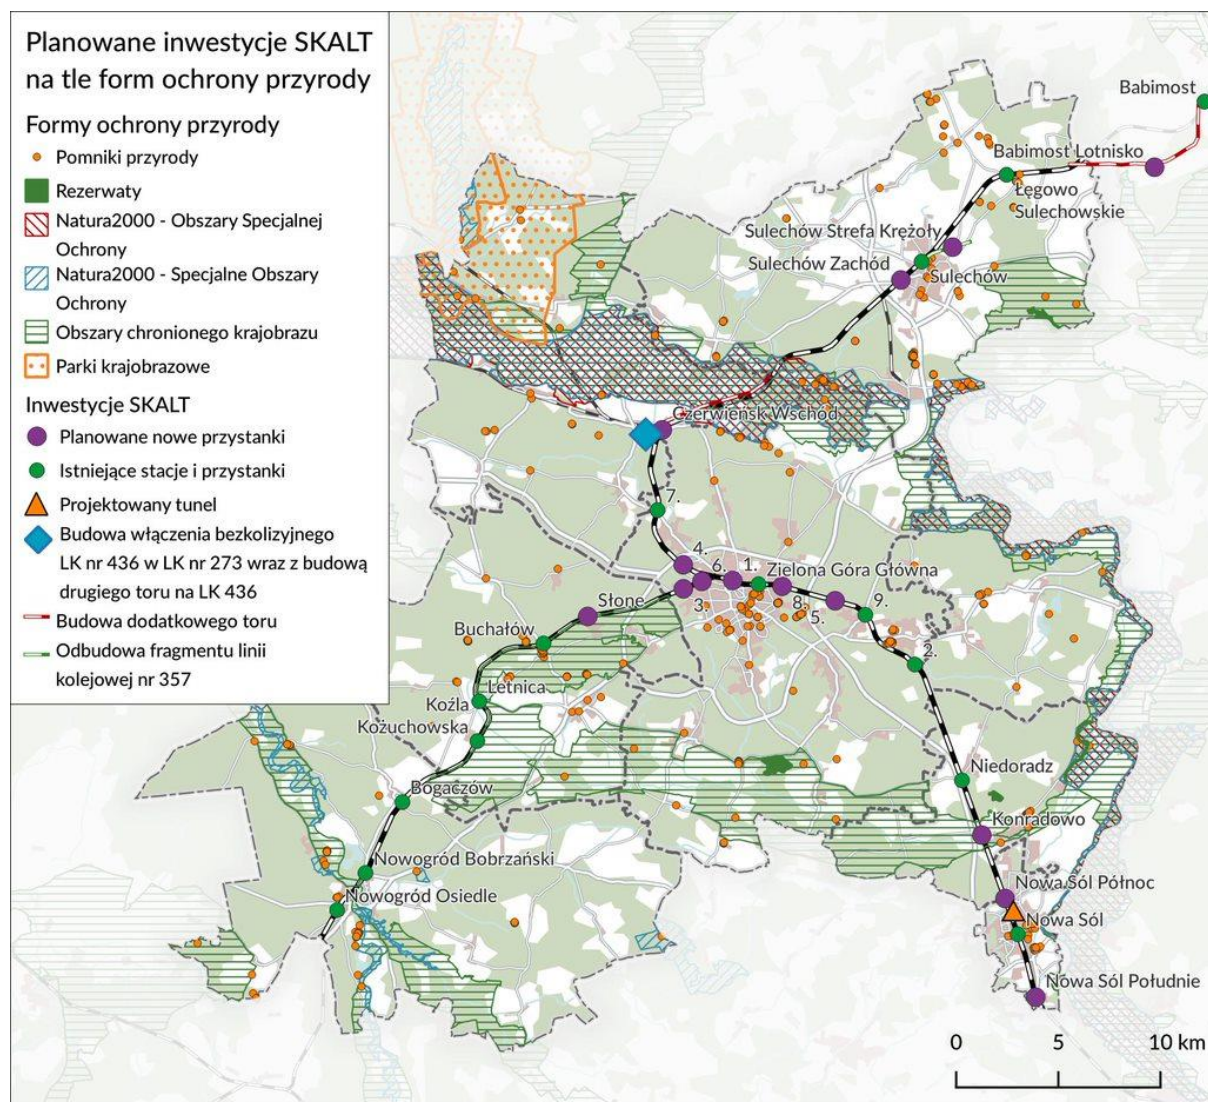 Planowane inwestycje SKALT
na tle form ochrony przyrody
Formy ochrony przyrody
Pomniki przyrody
Rezerwaty
Natura2000 - Obszary Specjalnej
Ochrony
Natura2000 - Specjalne Obszary
Ochrony
Obszary chronionego krajobrazu
Parki krajobrazowe
Inwestycje SKALT
Planowane nowe przystanki
Istniejące stacje i przystanki
Projektowany tunel
Budowa włączenia bezkolizyjnego
LK nr 436 w LK nr 273 wraz z budową
drugiego toru na LK 436
Budowa dodatkowego toru
Odbudowa fragmentu linii
kolejowej nr 357
Babimost
Babimost Lotnisko
Łęgowo
Sulechowskie
Sulechów Strefa Krężoły
Sulechów Zachód
Sulechów
Czerwieńsk Wschód
7.
4.
6.
1.
Zielona Góra Główna
3.
8.
5.
9.
2.
Słone
Buchałów
Letnica
Koźla
Kożuchowska
Bogaczów
Nowogród Bobrzański
Nowogród Osiedle
Niedoradz
Konradowo
Nowa Sól Północ
Nowa Sól
Nowa Sól Południe
0
5
10 km